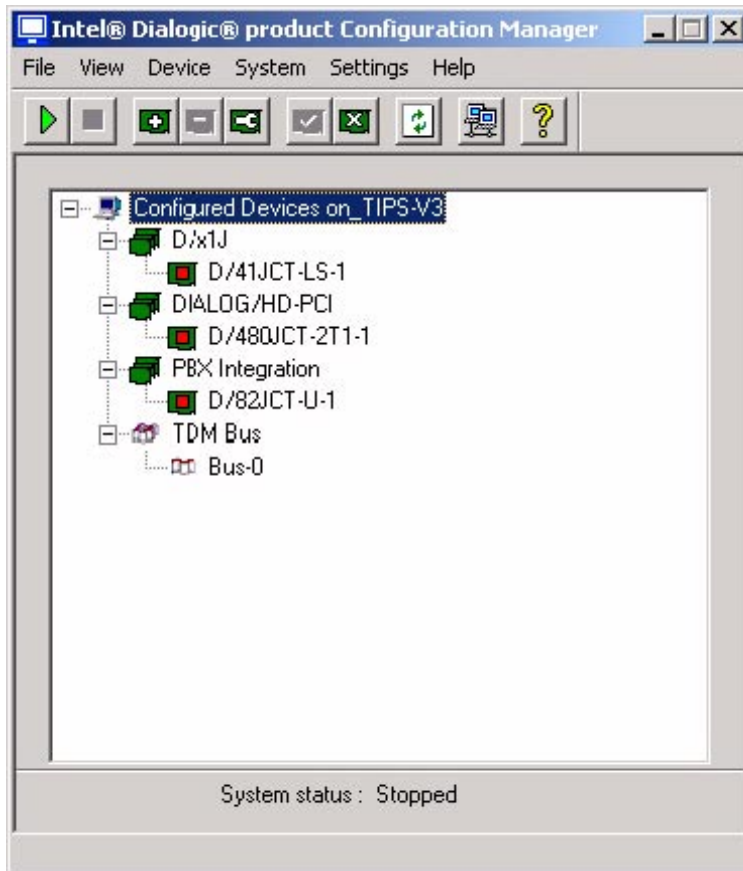 Intel® Dialogic® product Configuration Manager
File View Device System Settings Help
Configured Devices on_TIPS-V3
D/x1J
D/41JCT-LS-1
DIALOG/HD-PCI
D/480JCT-2T1-1
PBX Integration
D/82JCT-U-1
TDM Bus
Bus-0
System status : Stopped